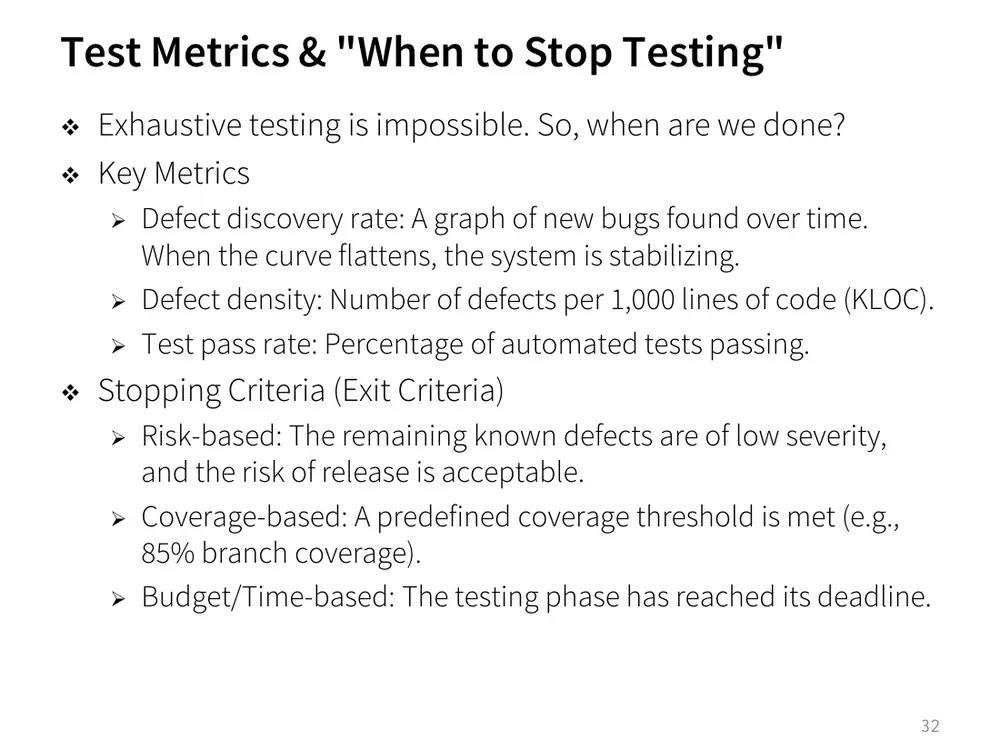 Test Metrics & "When to Stop Testing"
❖ Exhaustive testing is impossible. So, when are we done?
❖ Key Metrics
➢ Defect discovery rate: A graph of new bugs found over time.
When the curve flattens, the system is stabilizing.
➢ Defect density: Number of defects per 1,000 lines of code (KLOC).
➢ Test pass rate: Percentage of automated tests passing.
❖ Stopping Criteria (Exit Criteria)
➢ Risk-based: The remaining known defects are of low severity,
and the risk of release is acceptable.
➢ Coverage-based: A predefined coverage threshold is met (e.g.,
85% branch coverage).
➢ Budget/Time-based: The testing phase has reached its deadline.
32